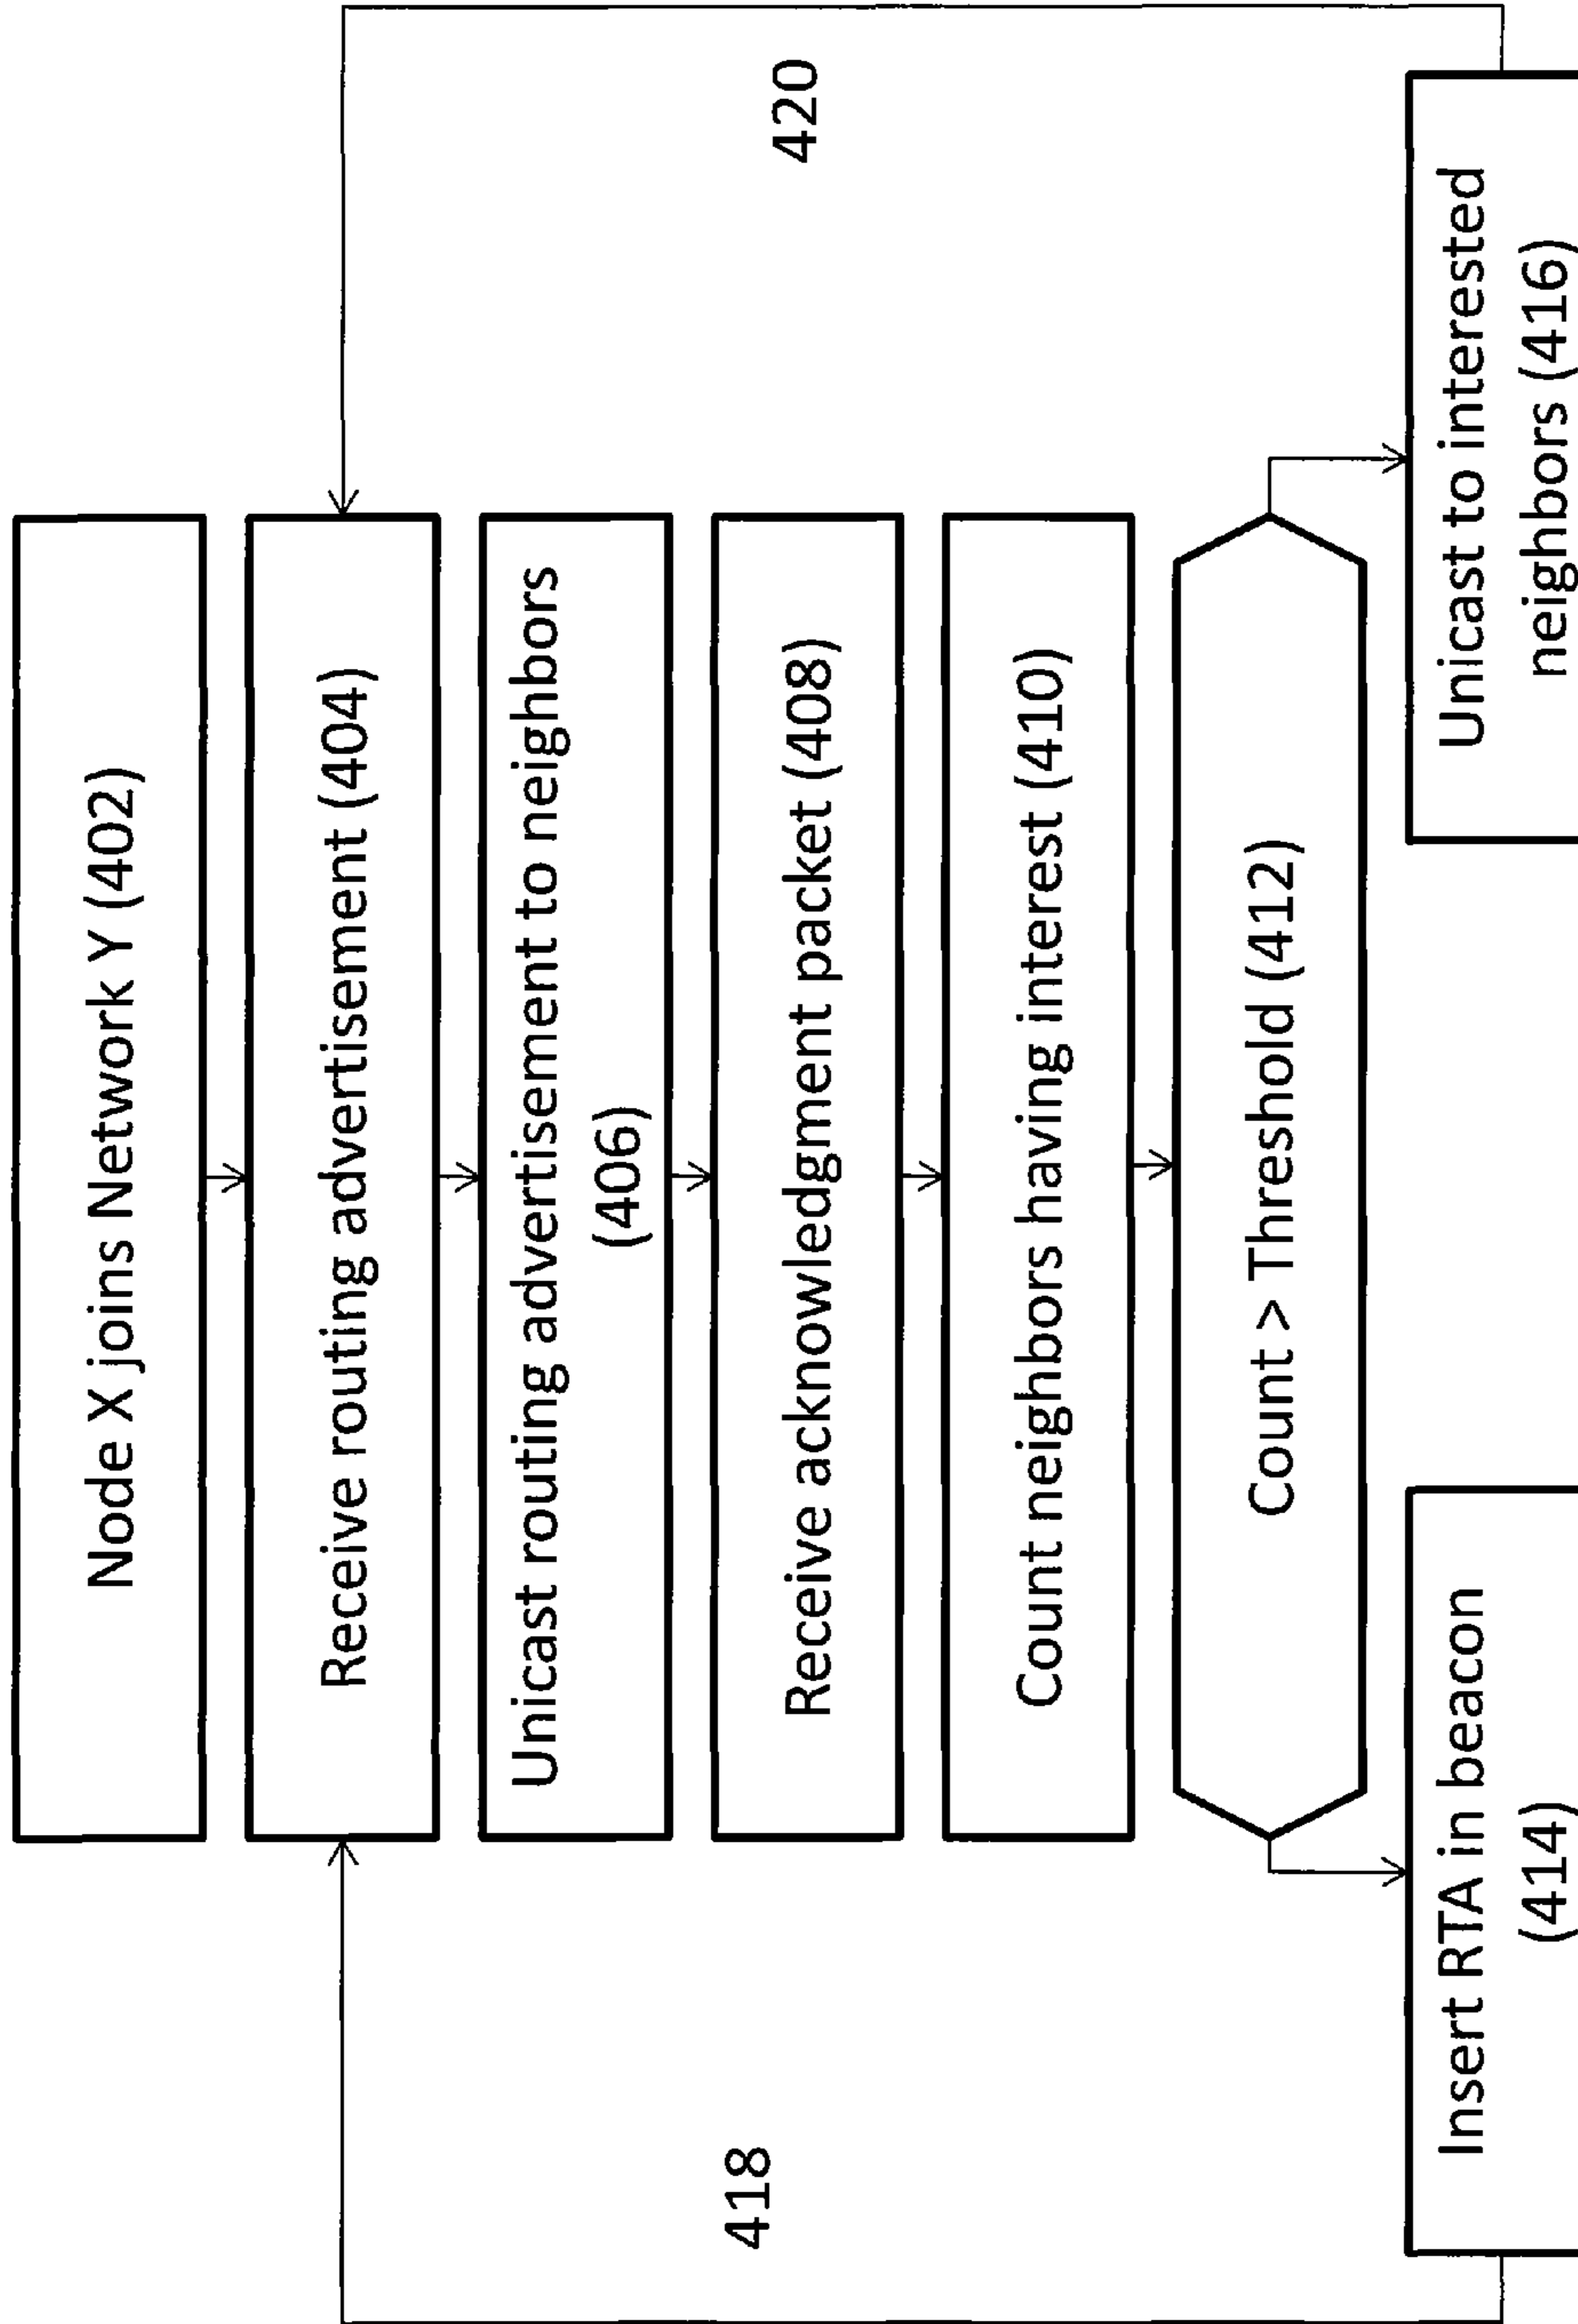 Node X joins Network Y (402)
Receive routing advertisement (404)
Unicast routing advertisement to neighbors
(406)
Receive acknowledgment packet (408)
Count neighbors having interest (410)
Count > Threshold (412)
418
420
Insert RTA in beacon
(414)
Unicast to interested
neighbors (416)